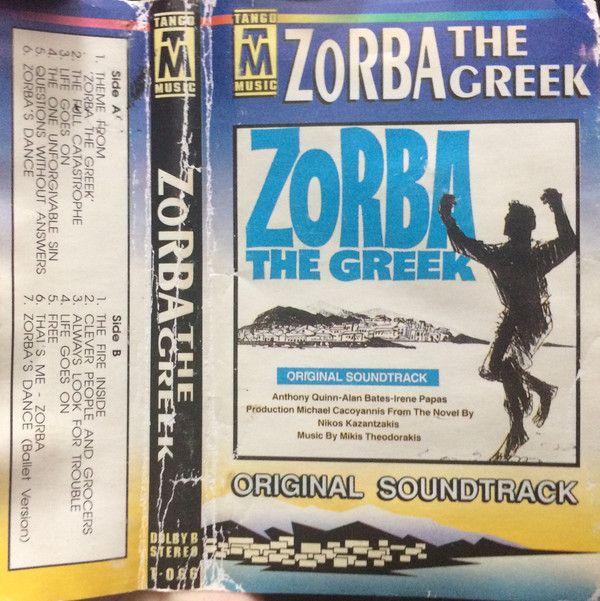 Side A
1. THEME FROM
'ZORBA THE GREEK'
2. THE FULL CATASTROPHE
3. LIFE GOES ON
4. THE ONE UNFORGIVABLE SIN
5. QUESTIONS WITHOUT ANSWERS
6. ZORBA'S DANCE
Side B
1. THE FIRE INSIDE
2. CLEVER PEOPLE AND GROCERS
3. ALWAYS LOOK FOR TROUBLE
4. LIFE GOES ON
5. FREE
6. THAT'S ME - ZORBA
7. ZORBA'S DANCE (Ballet Version)
TANGO
TM
MUSIC
ZORBA THE GREEK
DOLBY B
STEREO
T-066
TANGO
TM
MUSIC
ZORBA THE GREEK
ZORBA
THE GREEK
ORIGINAL SOUNDTRACK
Anthony Quinn-Alan Bates-Irene Papas
Production Michael Cacoyannis From The Novel By
Nikos Kazantzakis
Music By Mikis Theodorakis
ORIGINAL SOUNDTRACK